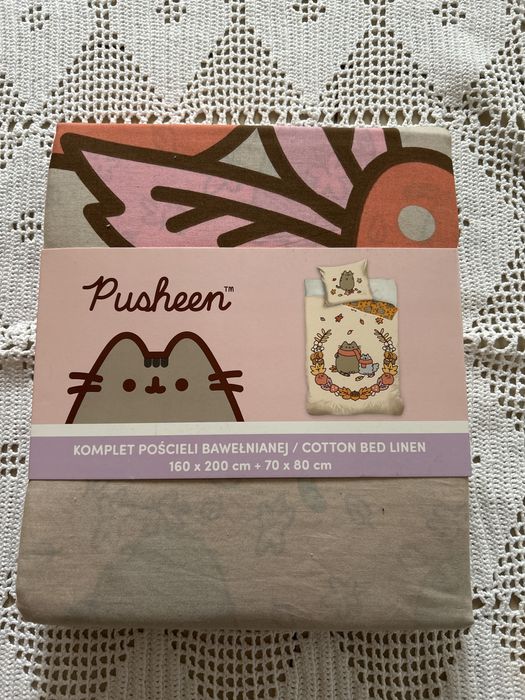 Pusheen™
KOMPLET POŚCIELI BAWEŁNIANEJ / COTTON BED LINEN
160 x 200 cm + 70 x 80 cm